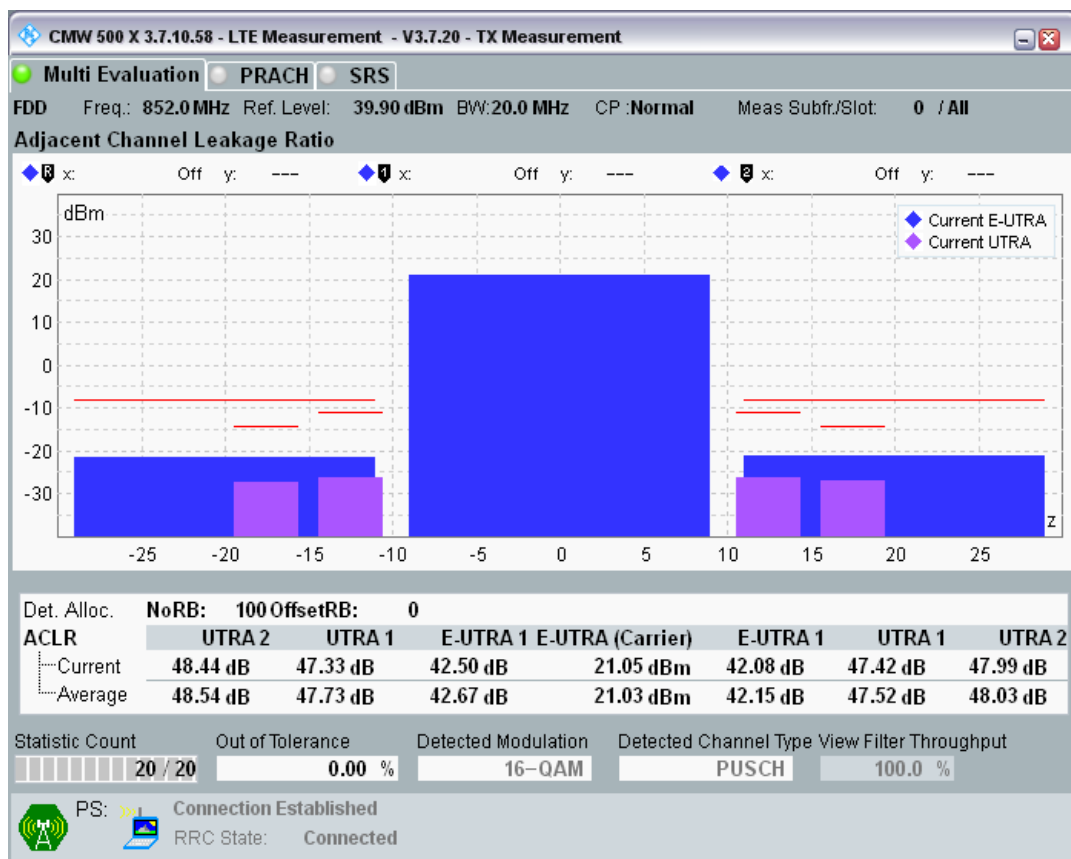 CMW 500 X 3.7.10.58 - LTE Measurement - V3.7.20 - TX Measurement
Multi Evaluation PRACH SRS
FDD Freq.: 852.0 MHz Ref. Level: 39.90 dBm BW:20.0 MHz CP :Normal Meas Subfr./Slot: 0 / All
Adjacent Channel Leakage Ratio
R x: Off y: --- 1 x: Off y: --- 2 x: Off y: ---
dBm
Current E-UTRA
Current UTRA
30
20
10
0
-10
-20
-30
z
-25 -20 -15 -10 -5 0 5 10 15 20 25
Det. Alloc. NoRB: 100 OffsetRB: 0
ACLR UTRA 2 UTRA 1 E-UTRA 1 E-UTRA (Carrier) E-UTRA 1 UTRA 1 UTRA 2
Current 48.44 dB 47.33 dB 42.50 dB 21.05 dBm 42.08 dB 47.42 dB 47.99 dB
Average 48.54 dB 47.73 dB 42.67 dB 21.03 dBm 42.15 dB 47.52 dB 48.03 dB
Statistic Count Out of Tolerance Detected Modulation Detected Channel Type View Filter Throughput
20 / 20 0.00 % 16-QAM PUSCH 100.0 %
PS: Connection Established
RRC State: Connected